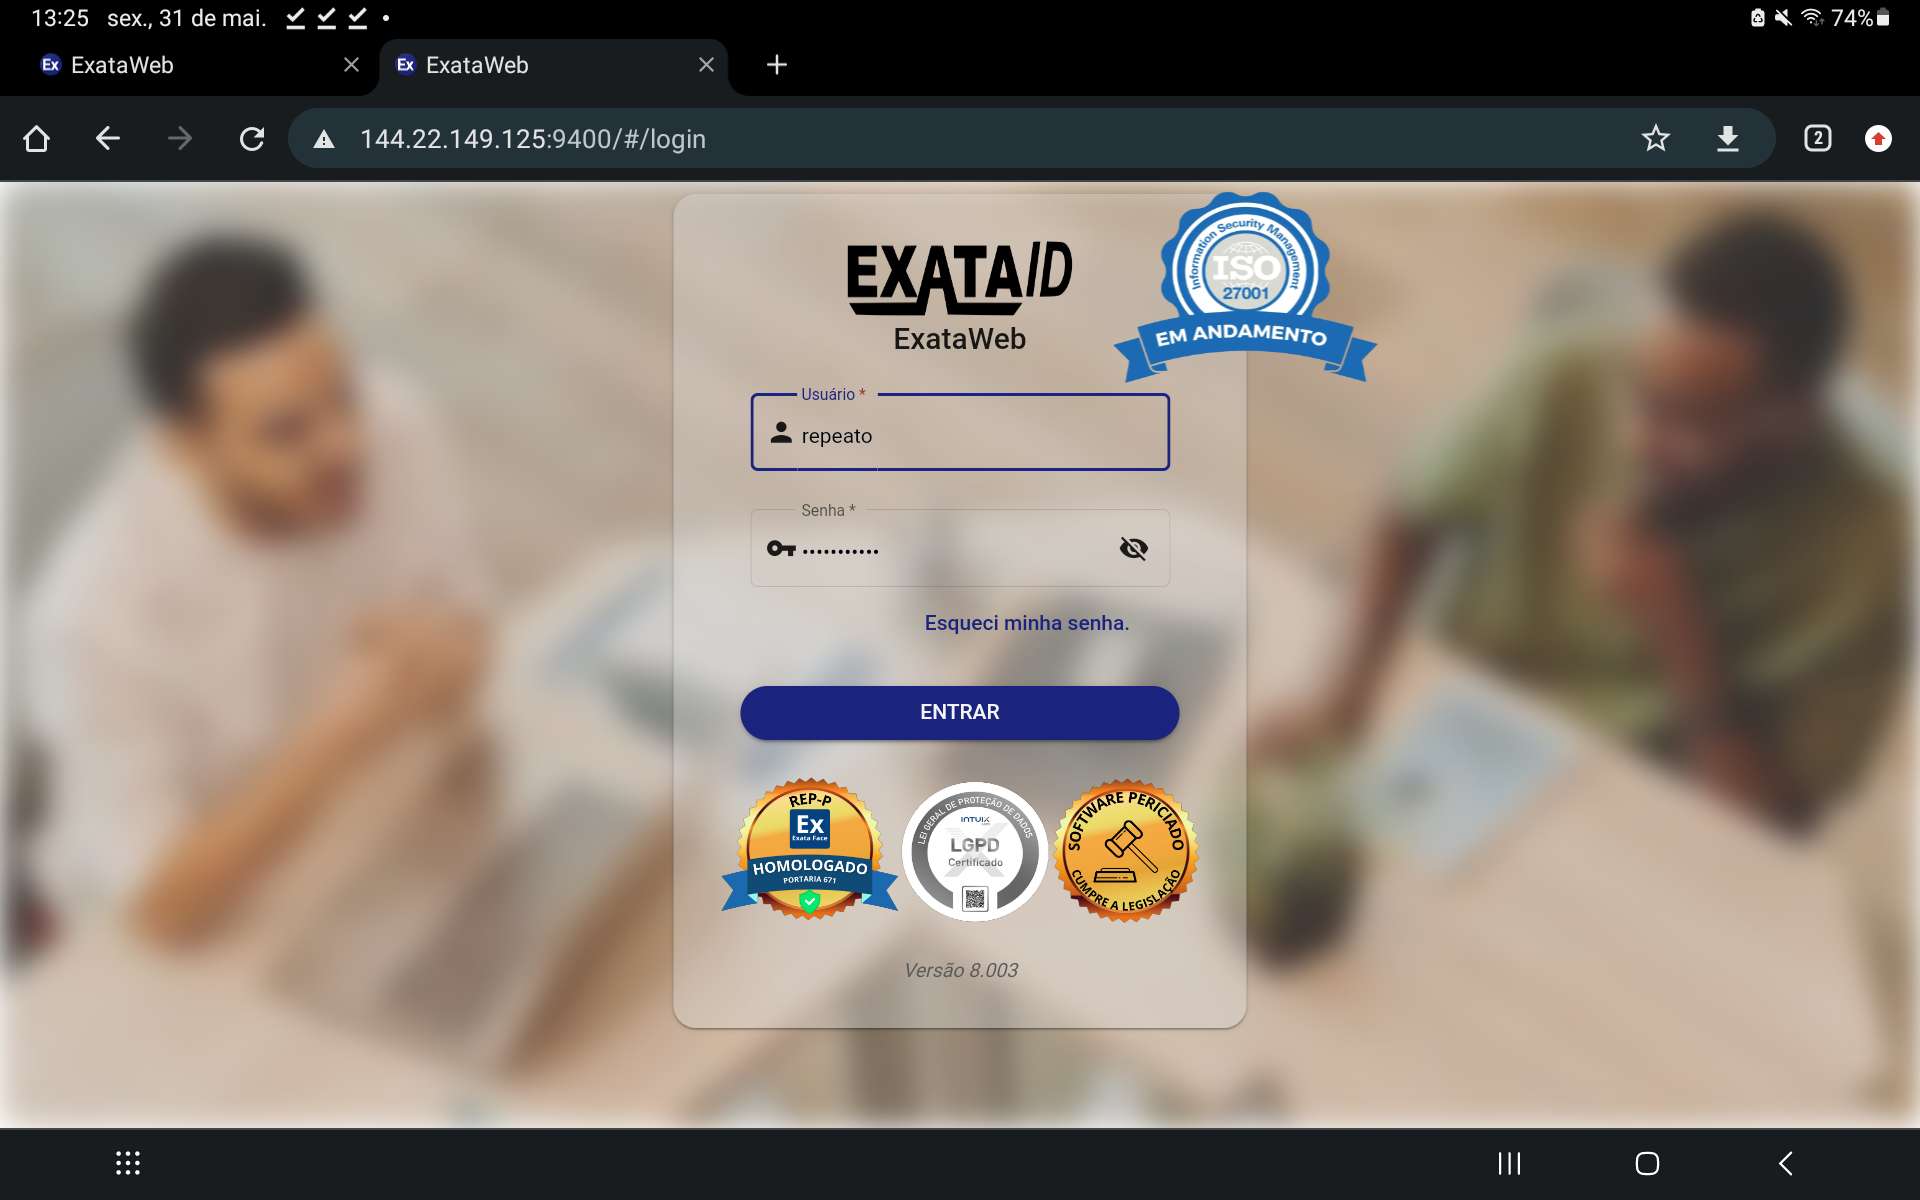 13:25 sex., 31 de mai.
74%
Ex ExataWeb
Ex ExataWeb
144.22.149.125:9400/#/login
2
EXATAID
ExataWeb
Information Security Management
ISO
27001
EM ANDAMENTO
Usuário *
repeato
Senha *
•••••••••••
Esqueci minha senha.
ENTRAR
REP-P
Ex
Exata Face
HOMOLOGADO
PORTARIA 671
LEI GERAL DE PROTEÇÃO DE DADOS
INTUIX
LGPD
Certificado
SOFTWARE PERICIADO
CUMPRE A LEGISLAÇÃO
Versão 8.003